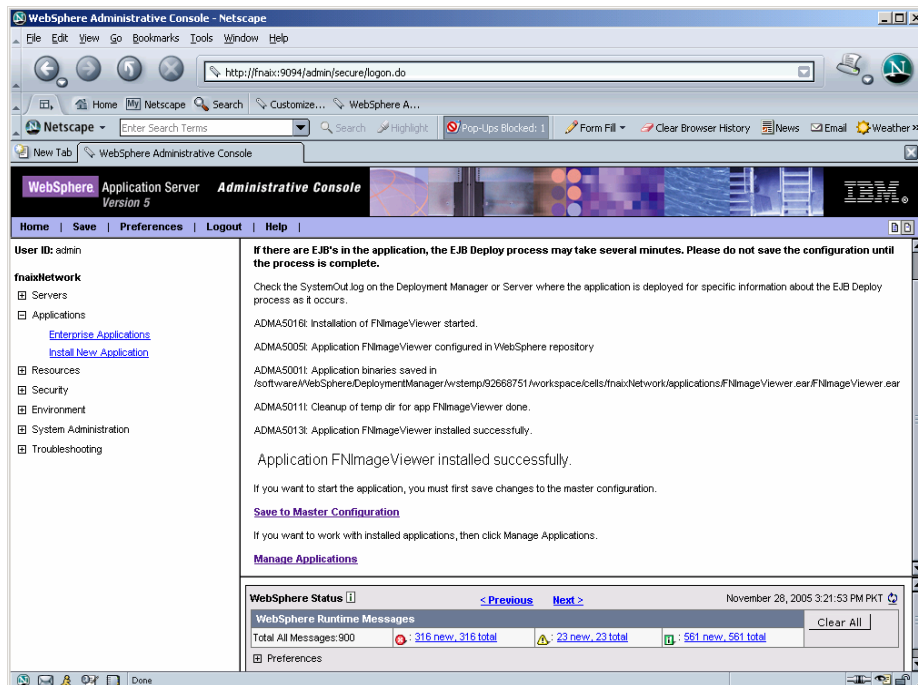 WebSphere Administrative Console - Netscape
File Edit View Go Bookmarks Tools Window Help
http://fnaix:9094/admin/secure/logon.do
Home My Netscape Search Customize... WebSphere A...
Netscape Enter Search Terms Search Highlight Pop-Ups Blocked: 1 Form Fill Clear Browser History News Email Weather
New Tab WebSphere Administrative Console
WebSphere Application Server Administrative Console
Version 5
IBM
Home | Save | Preferences | Logout | Help |
User ID: admin
fnaixNetwork
Servers
Applications
Enterprise Applications
Install New Application
Resources
Security
Environment
System Administration
Troubleshooting
If there are EJB's in the application, the EJB Deploy process may take several minutes. Please do not save the configuration until
the process is complete.
Check the SystemOut.log on the Deployment Manager or Server where the application is deployed for specific information about the EJB Deploy
process as it occurs.
ADMA5016I: Installation of FNImageViewer started.
ADMA5005I: Application FNImageViewer configured in WebSphere repository
ADMA5001I: Application binaries saved in
/software/WebSphere/DeploymentManager/wstemp/92668751/workspace/cells/fnaixNetwork/applications/FNImageViewer.ear/FNImageViewer.ear
ADMA5011I: Cleanup of temp dir for app FNImageViewer done.
ADMA5013I: Application FNImageViewer installed successfully.
Application FNImageViewer installed successfully.
If you want to start the application, you must first save changes to the master configuration.
Save to Master Configuration
If you want to work with installed applications, then click Manage Applications.
Manage Applications
WebSphere Status < Previous Next > November 28, 2005 3:21:53 PM PKT
WebSphere Runtime Messages Clear All
Total All Messages:900 : 316 new, 316 total : 23 new, 23 total : 561 new, 561 total
Preferences
Done